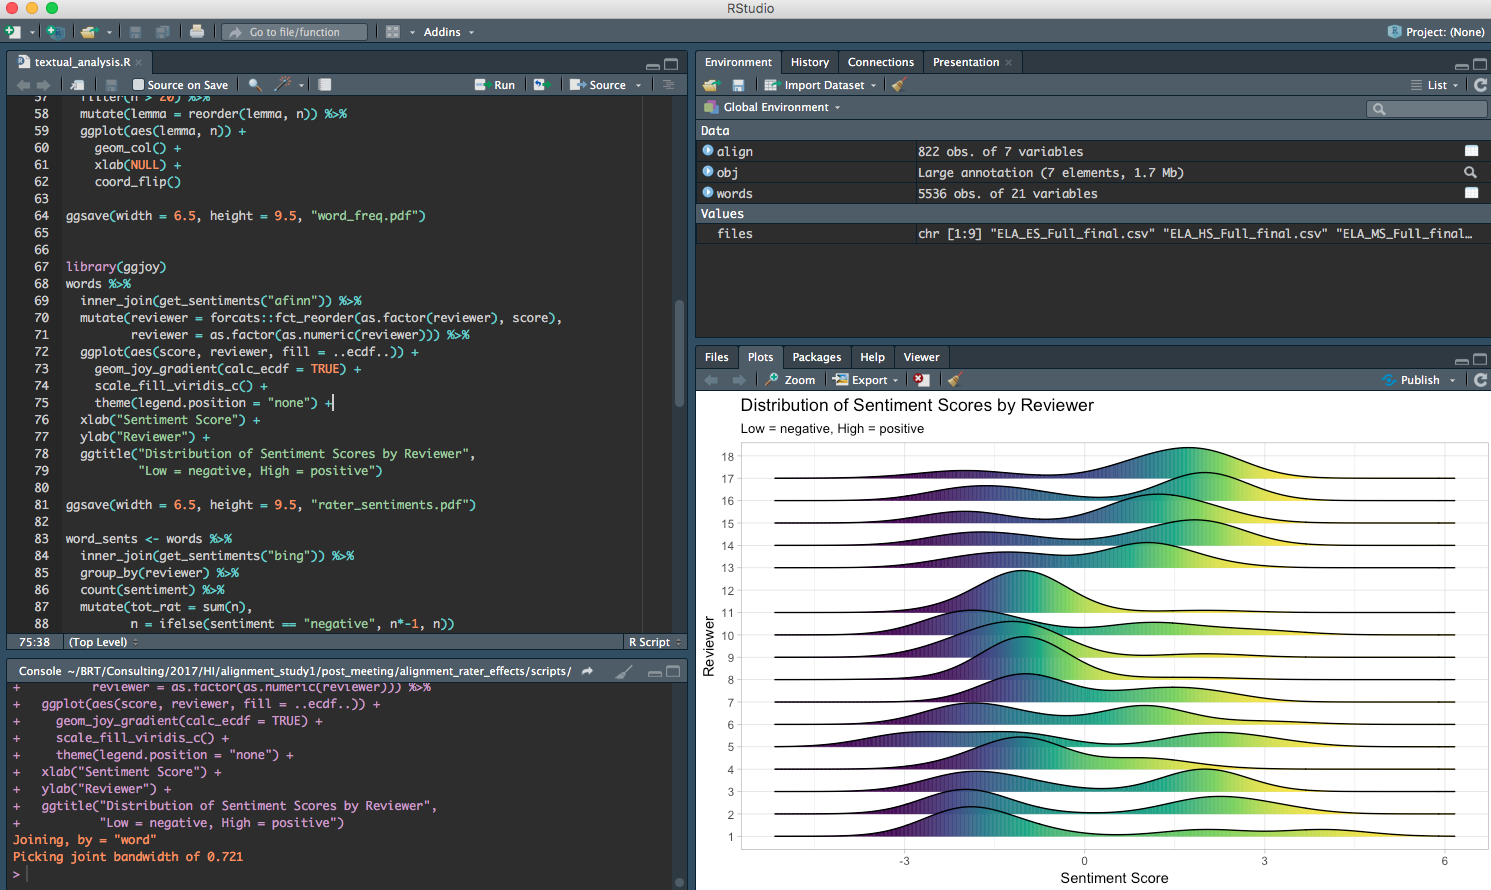 RStudio
Go to file/function
Addins
Project: (None)
textual_analysis.R
Source on Save
Run
Source
57 filter(n > 20) %>%
58 mutate(lemma = reorder(lemma, n)) %>%
59 ggplot(aes(lemma, n)) +
60 geom_col() +
61 xlab(NULL) +
62 coord_flip()
63
64 ggsave(width = 6.5, height = 9.5, "word_freq.pdf")
65
66
67 library(ggjoy)
68 words %>%
69 inner_join(get_sentiments("afinn")) %>%
70 mutate(reviewer = forcats::fct_reorder(as.factor(reviewer), score),
71 reviewer = as.factor(as.numeric(reviewer))) %>%
72 ggplot(aes(score, reviewer, fill = ..ecdf..)) +
73 geom_joy_gradient(calc_ecdf = TRUE) +
74 scale_fill_viridis_c() +
75 theme(legend.position = "none") +
76 xlab("Sentiment Score") +
77 ylab("Reviewer") +
78 ggtitle("Distribution of Sentiment Scores by Reviewer",
79 "Low = negative, High = positive")
80
81 ggsave(width = 6.5, height = 9.5, "rater_sentiments.pdf")
82
83 word_sents <- words %>%
84 inner_join(get_sentiments("bing")) %>%
85 group_by(reviewer) %>%
86 count(sentiment) %>%
87 mutate(tot_rat = sum(n),
88 n = ifelse(sentiment == "negative", n*-1, n))
75:38 (Top Level) R Script
Console ~/BRT/Consulting/2017/HI/alignment_study1/post_meeting/alignment_rater_effects/scripts/
+ reviewer = as.factor(as.numeric(reviewer))) %>%
+ ggplot(aes(score, reviewer, fill = ..ecdf..)) +
+ geom_joy_gradient(calc_ecdf = TRUE) +
+ scale_fill_viridis_c() +
+ theme(legend.position = "none") +
+ xlab("Sentiment Score") +
+ ylab("Reviewer") +
+ ggtitle("Distribution of Sentiment Scores by Reviewer",
+ "Low = negative, High = positive")
Joining, by = "word"
Picking joint bandwidth of 0.721
>
Environment History Connections Presentation
Import Dataset
List
Global Environment
Data
align 822 obs. of 7 variables
obj Large annotation (7 elements, 1.7 Mb)
words 5536 obs. of 21 variables
Values
files chr [1:9] "ELA_ES_Full_final.csv" "ELA_HS_Full_final.csv" "ELA_MS_Full_final…
Files Plots Packages Help Viewer
Zoom Export Publish
Distribution of Sentiment Scores by Reviewer
Low = negative, High = positive
18
17
16
15
14
13
12
11
10
9
8
7
6
5
4
3
2
1
Reviewer
-3 0 3 6
Sentiment Score